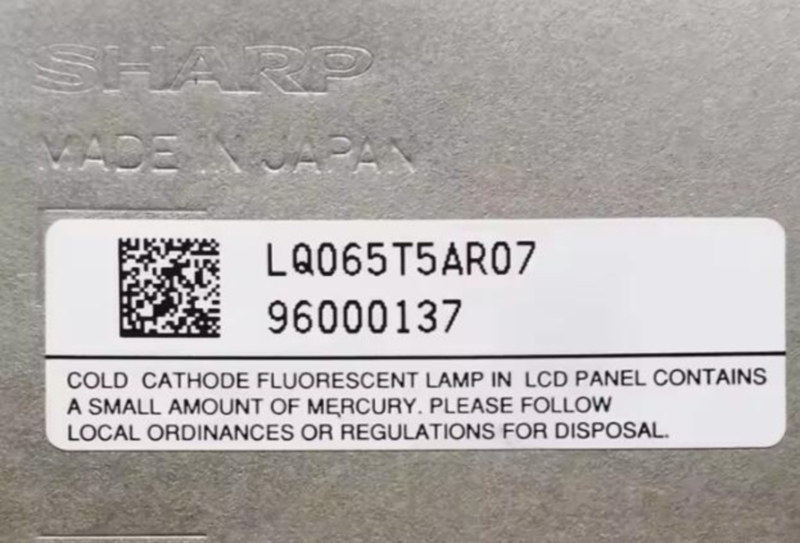 SHARP
MADE IN JAPAN
LQ065T5AR07
96000137
COLD CATHODE FLUORESCENT LAMP IN LCD PANEL CONTAINS
A SMALL AMOUNT OF MERCURY. PLEASE FOLLOW
LOCAL ORDINANCES OR REGULATIONS FOR DISPOSAL.